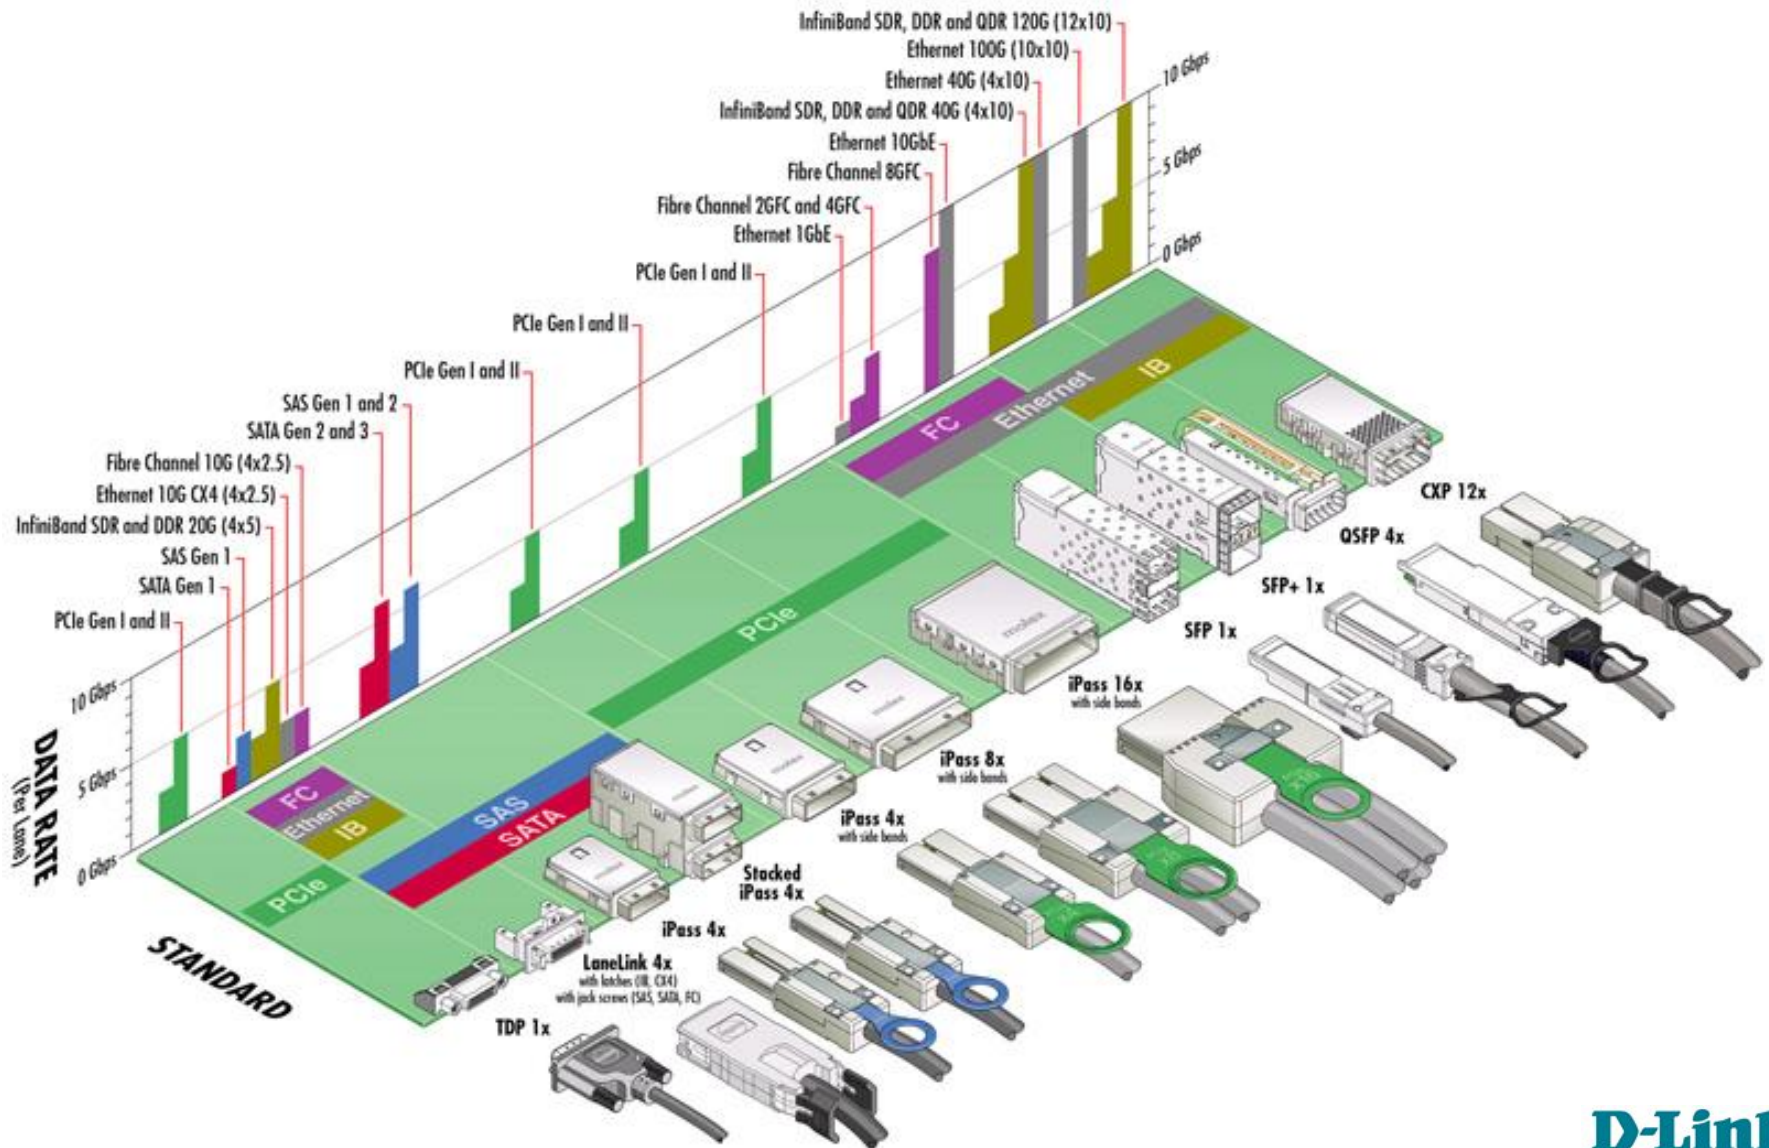 InfiniBand SDR, DDR and QDR 120G (12x10)
Ethernet 100G (10x10)
Ethernet 40G (4x10)
InfiniBand SDR, DDR and QDR 40G (4x10)
Ethernet 10GbE
Fibre Channel 8GFC
Fibre Channel 2GFC and 4GFC
Ethernet 1GbE
PCIe Gen I and II
PCIe Gen I and II
PCIe Gen I and II
SAS Gen 1 and 2
SATA Gen 2 and 3
Fibre Channel 10G (4x2.5)
Ethernet 10G CX4 (4x2.5)
InfiniBand SDR and DDR 20G (4x5)
SAS Gen 1
SATA Gen 1
PCIe Gen I and II
10 Gbps
5 Gbps
0 Gbps
10 Gbps
5 Gbps
0 Gbps
DATA RATE
(Per Lane)
STANDARD
FC
Ethernet
IB
PCIe
SAS
SATA
PCIe
FC
Ethernet
IB
CXP 12x
QSFP 4x
SFP+ 1x
SFP 1x
iPass 16x
with side bands
iPass 8x
with side bands
iPass 4x
with side bands
Stacked
iPass 4x
iPass 4x
LaneLink 4x
with latches (IB, CX4)
with jack screws (SAS, SATA, FC)
TDP 1x
molex
molex
molex
D-Link